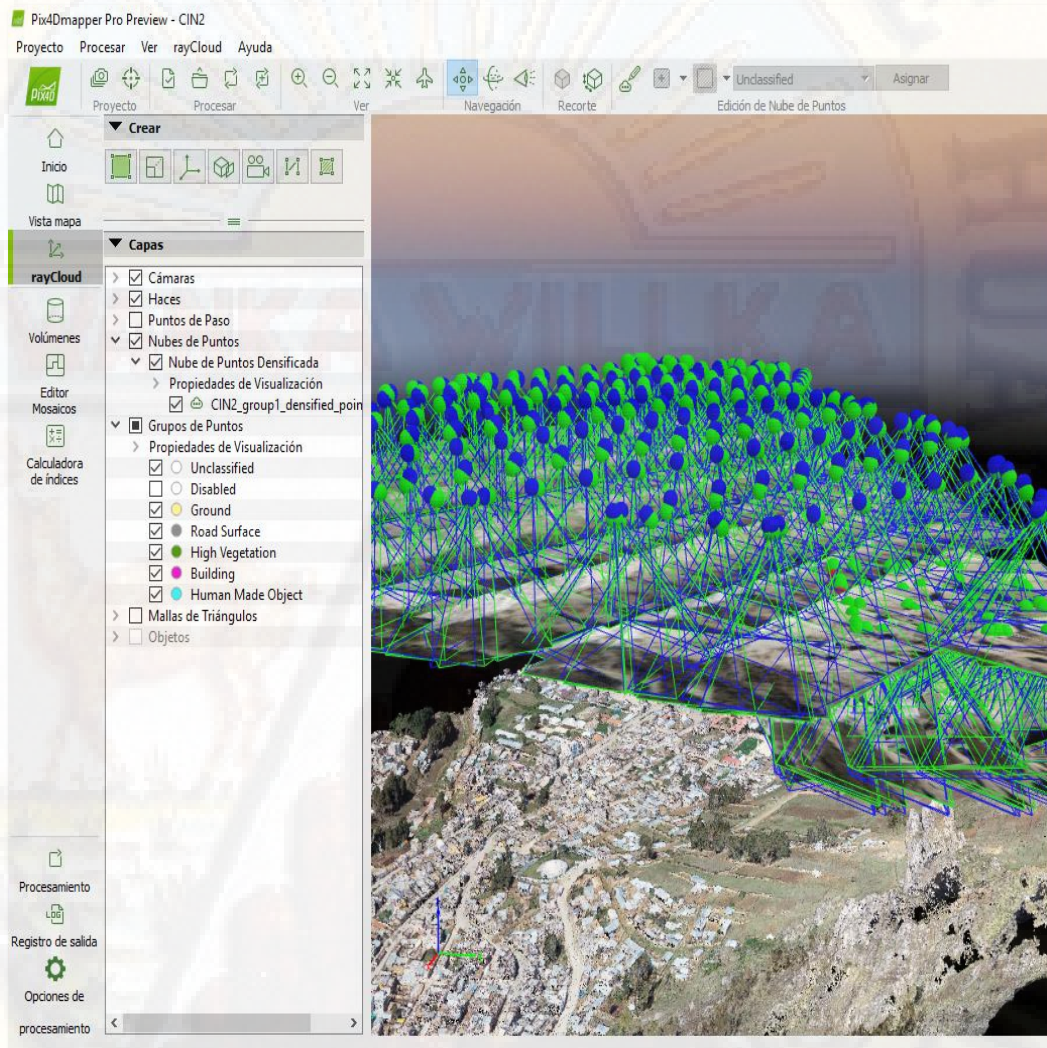 Pix4Dmapper Pro Preview - CIN2
Proyecto Procesar Ver rayCloud Ayuda
PIX4D
Unclassified Asignar
Proyecto Procesar Ver Navegación Recorte Edición de Nube de Puntos
Inicio
Vista mapa
rayCloud
Volúmenes
Editor
Mosaicos
Calculadora
de índices
Procesamiento
LOG
Registro de salida
Opciones de
procesamiento
Crear
Capas
Cámaras
Haces
Puntos de Paso
Nubes de Puntos
Nube de Puntos Densificada
Propiedades de Visualización
CIN2_group1_densified_poin
Grupos de Puntos
Propiedades de Visualización
Unclassified
Disabled
Ground
Road Surface
High Vegetation
Building
Human Made Object
Mallas de Triángulos
Objetos